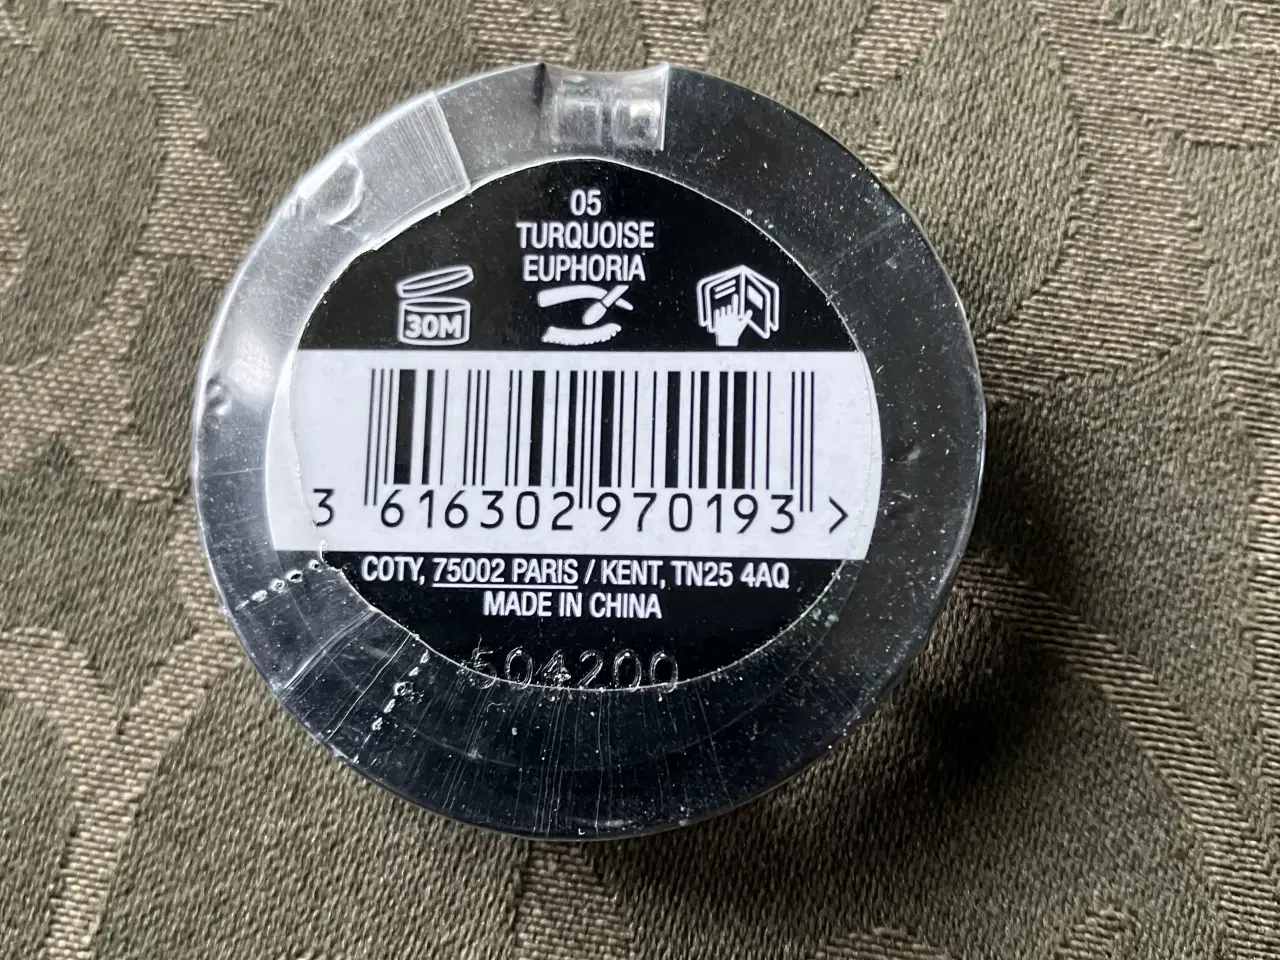 05
TURQUOISE
EUPHORIA
30M
3 616302 970193 >
COTY, 75002 PARIS / KENT, TN25 4AQ
MADE IN CHINA
504200